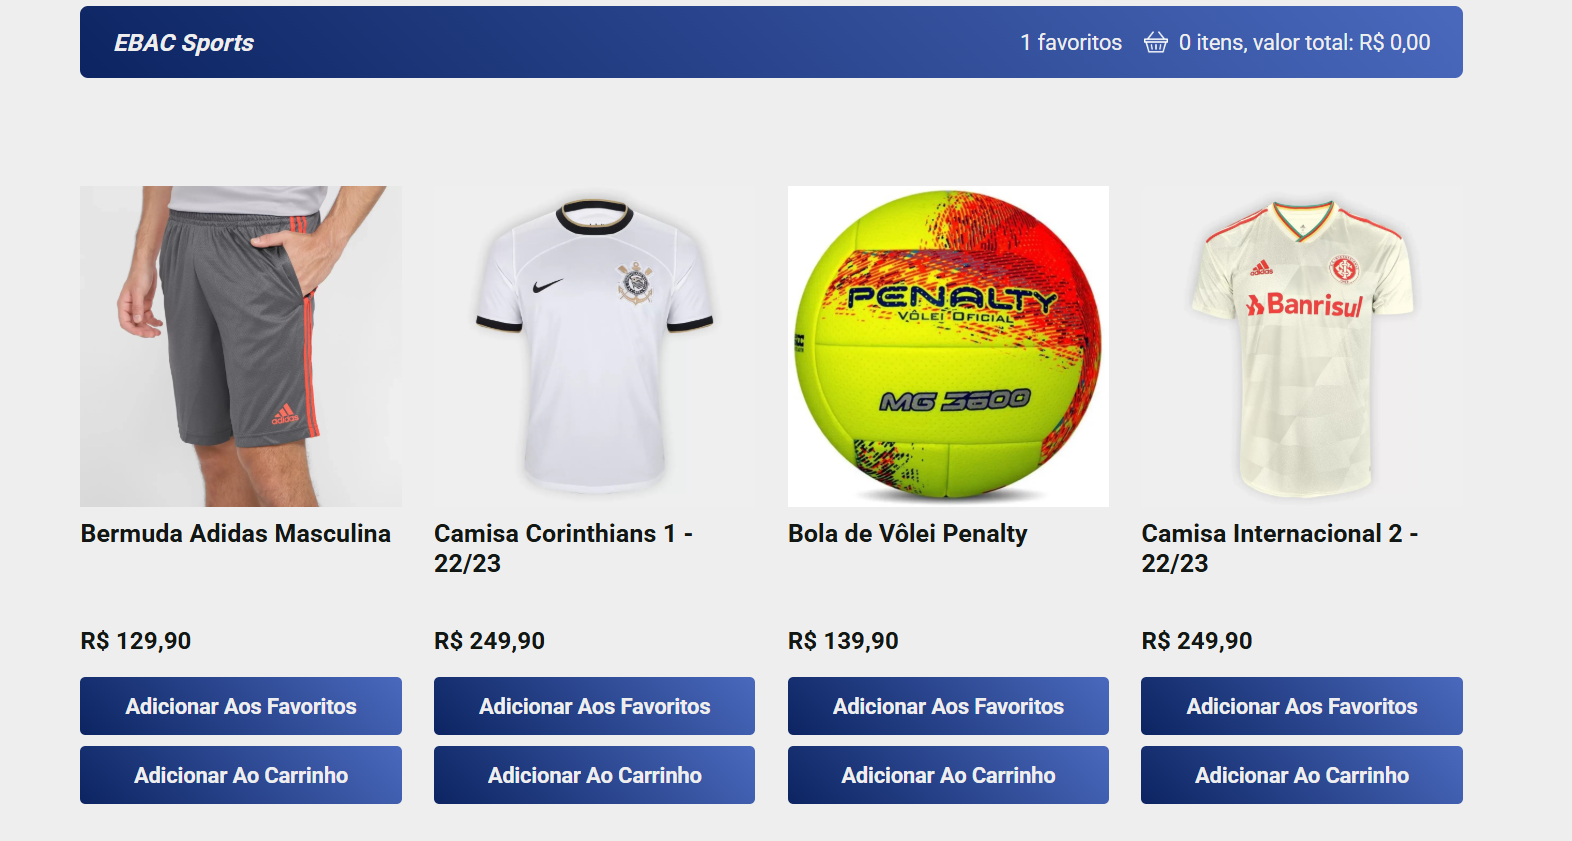 EBAC Sports
1 favoritos
0 itens, valor total: R$ 0,00
adidas
adidas
Banrisul
PENALTY
VÔLEI OFICIAL
MG 3600
Bermuda Adidas Masculina
Camisa Corinthians 1 -
22/23
Bola de Vôlei Penalty
Camisa Internacional 2 -
22/23
R$ 129,90
R$ 249,90
R$ 139,90
R$ 249,90
Adicionar Aos Favoritos
Adicionar Aos Favoritos
Adicionar Aos Favoritos
Adicionar Aos Favoritos
Adicionar Ao Carrinho
Adicionar Ao Carrinho
Adicionar Ao Carrinho
Adicionar Ao Carrinho